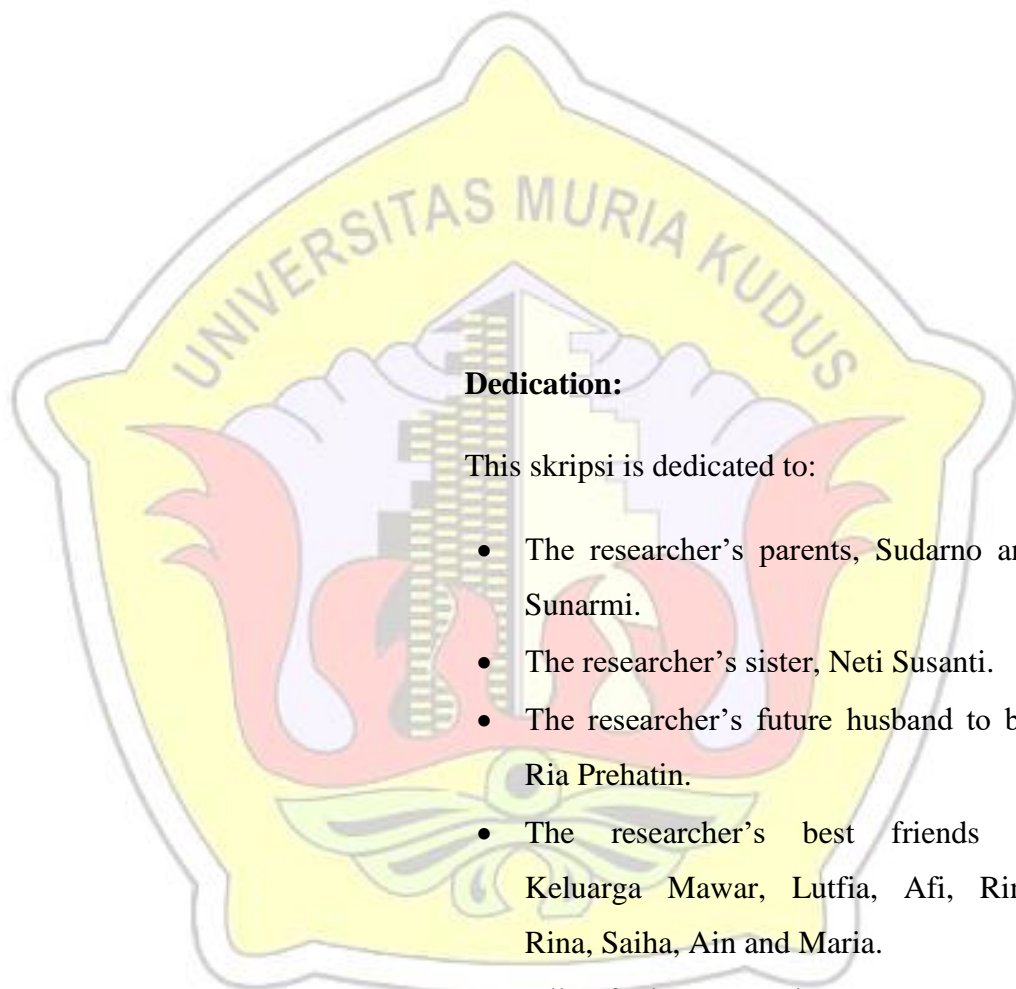 UNIVERSITAS MURIA KUDUS
Dedication:
This skripsi is dedicated to:
• The researcher’s parents, Sudarno an
Sunarmi.
• The researcher’s sister, Neti Susanti.
• The researcher’s future husband to b
Ria Prehatin.
• The researcher’s best friends
Keluarga Mawar, Lutfia, Afi, Rin
Rina, Saiha, Ain and Maria.